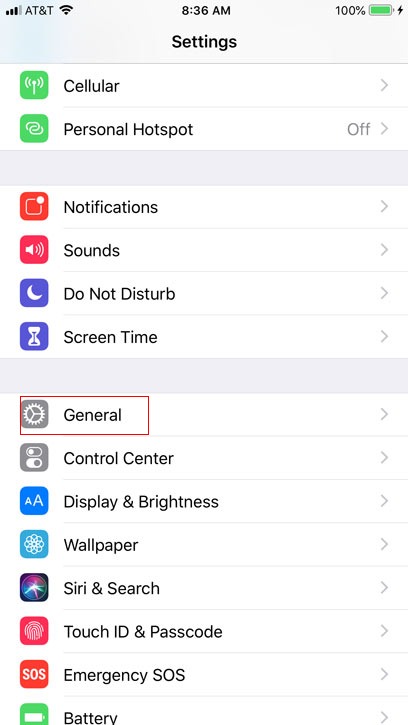 AT&T 8:36 AM 100%
Settings
Cellular
Personal Hotspot Off
Notifications
Sounds
Do Not Disturb
Screen Time
General
Control Center
AA Display & Brightness
Wallpaper
Siri & Search
Touch ID & Passcode
SOS Emergency SOS
Battery